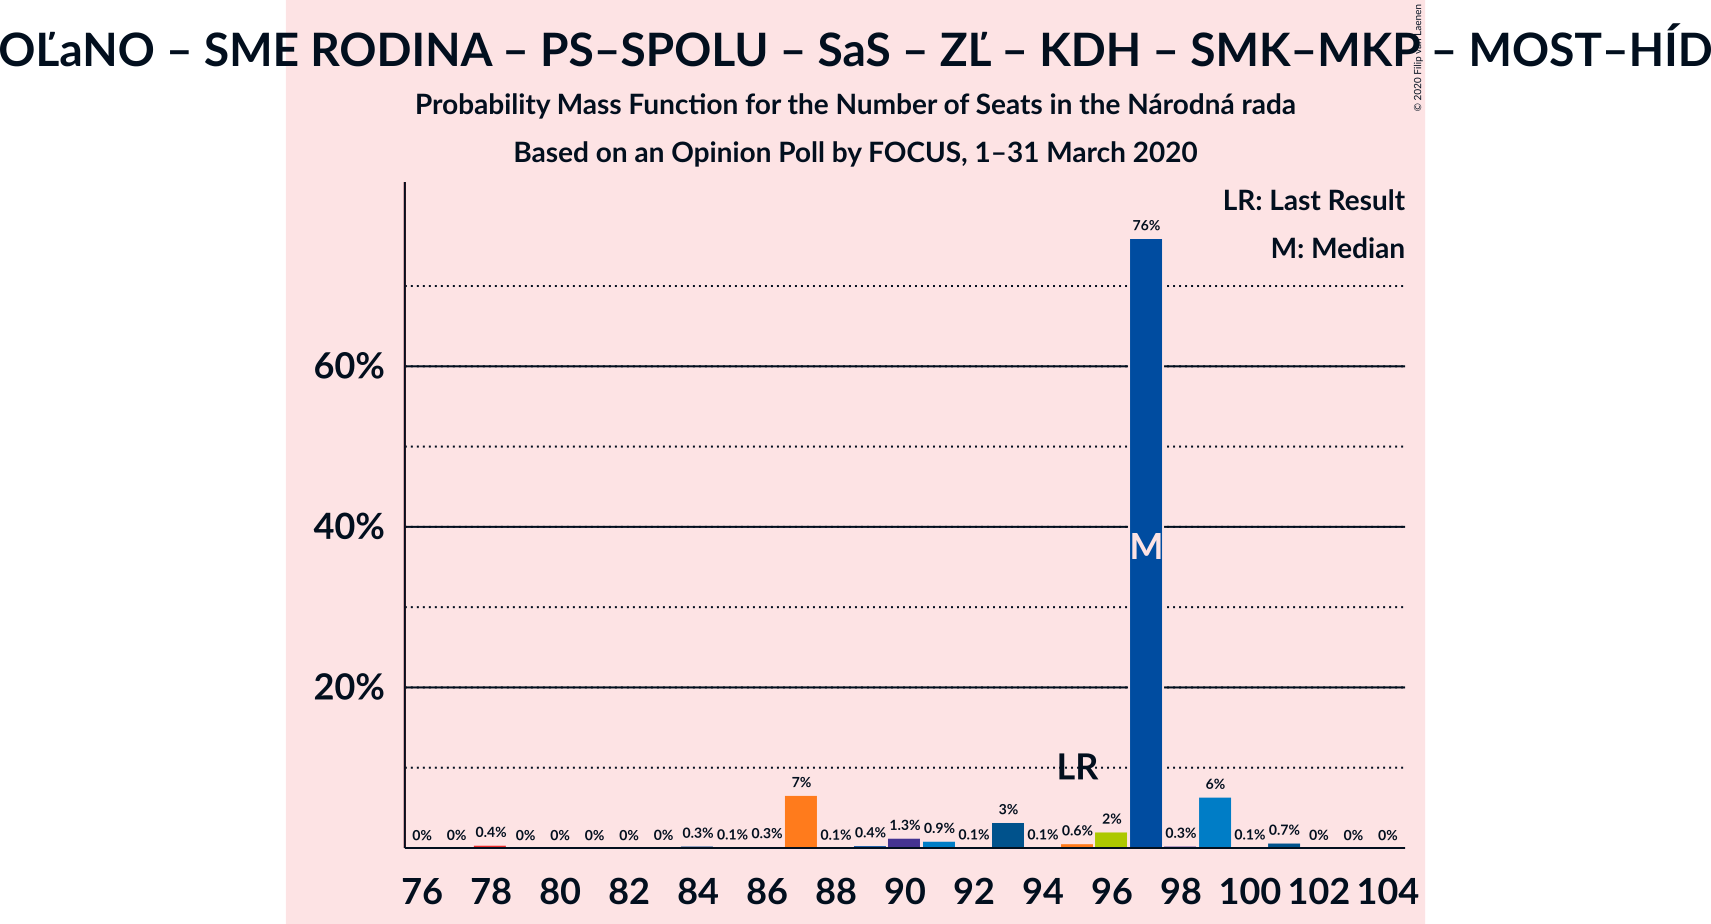 OĽaNO – SME RODINA – PS–SPOLU – SaS – ZĽ – KDH – SMK–MKP – MOST–HÍD
Probability Mass Function for the Number of Seats in the Národná rada
Based on an Opinion Poll by FOCUS, 1–31 March 2020
© 2020 Filip van Laenen
LR: Last Result
M: Median
60%
40%
20%
0% 0% 0.4% 0% 0% 0% 0% 0% 0.3% 0.1% 0.3% 7% 0.1% 0.4% 1.3% 0.9% 0.1% 3% 0.1% 0.6% 2% 76% 0.3% 6% 0.1% 0.7% 0% 0% 0%
LR
M
76 78 80 82 84 86 88 90 92 94 96 98 100 102 104